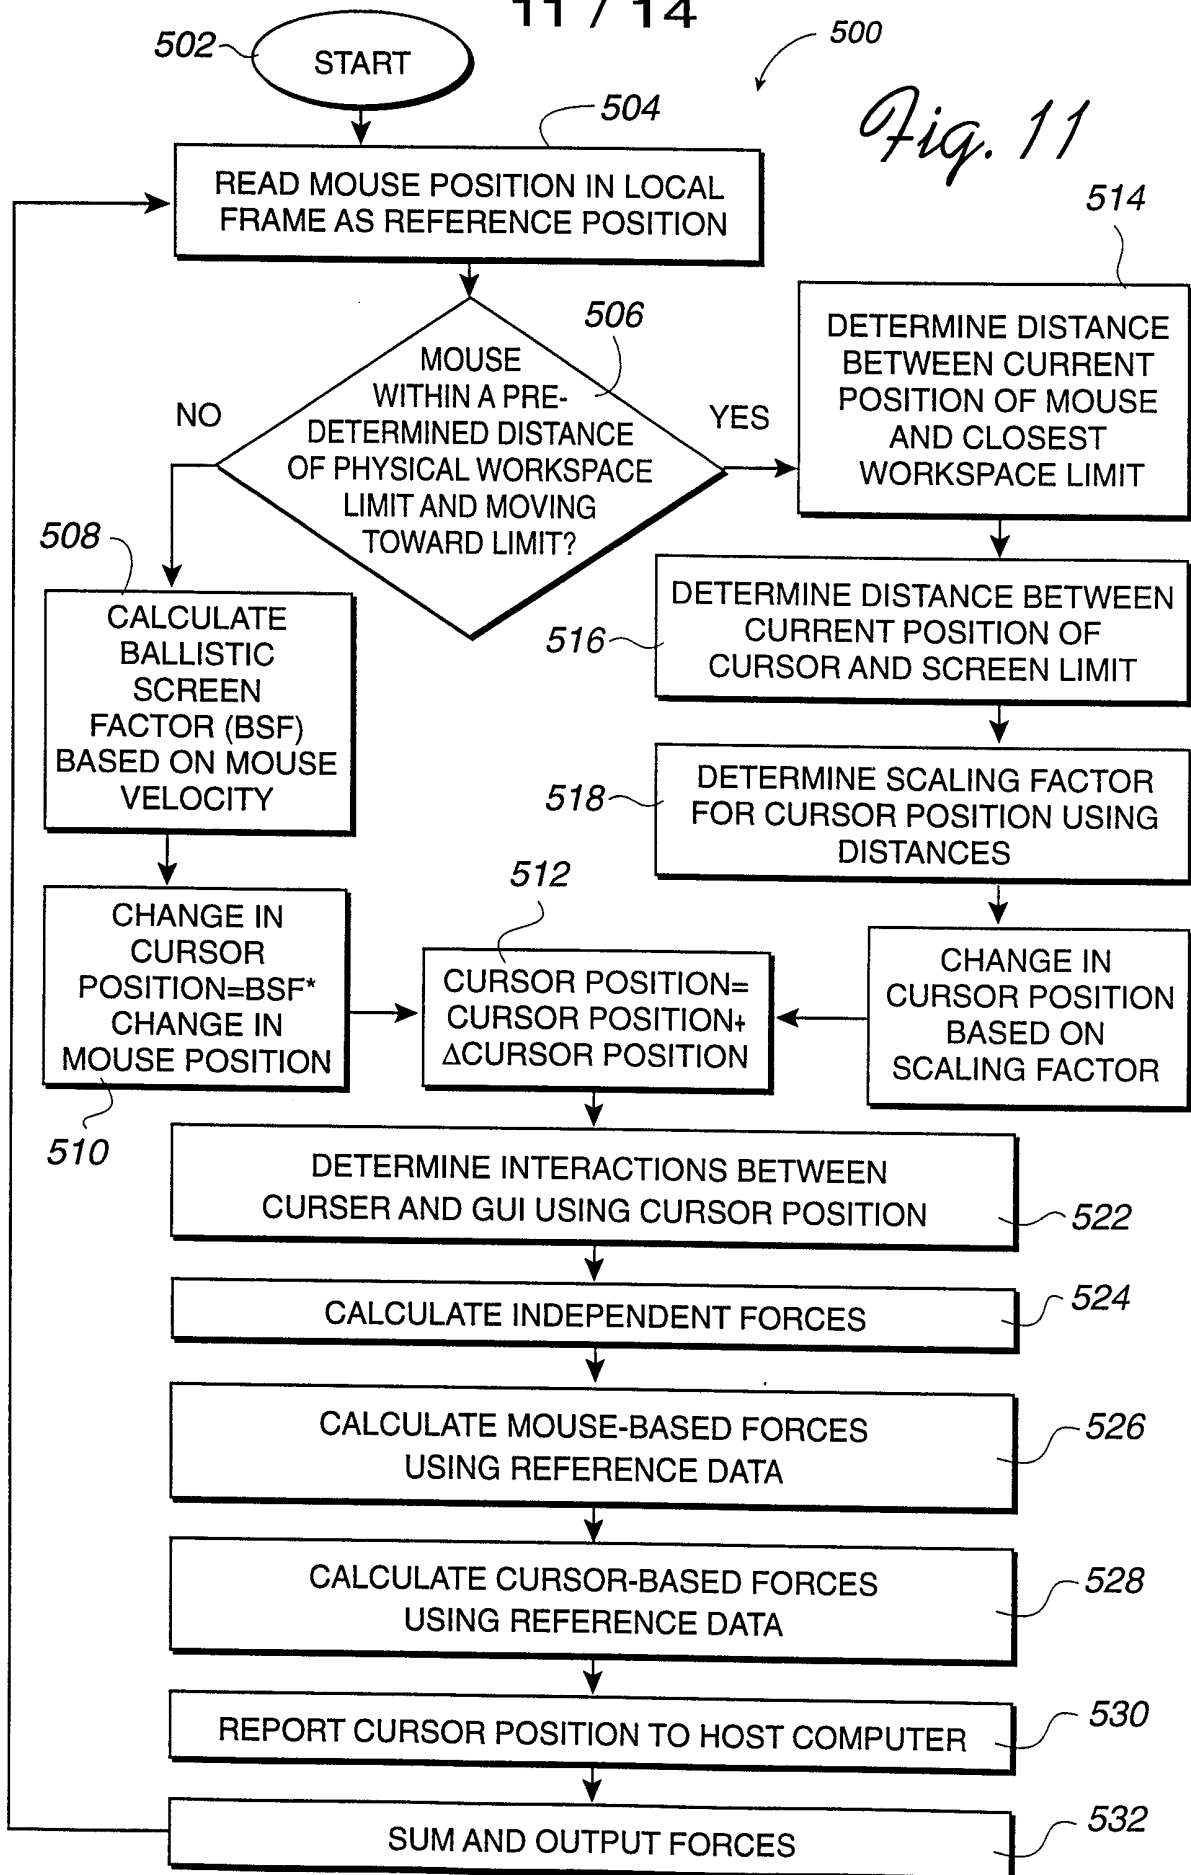 11 / 14
502
START
500
Fig. 11
504
READ MOUSE POSITION IN LOCAL
FRAME AS REFERENCE POSITION
506
MOUSE
WITHIN A PRE-
DETERMINED DISTANCE
OF PHYSICAL WORKSPACE
LIMIT AND MOVING
TOWARD LIMIT?
NO
YES
514
DETERMINE DISTANCE
BETWEEN CURRENT
POSITION OF MOUSE
AND CLOSEST
WORKSPACE LIMIT
508
CALCULATE
BALLISTIC
SCREEN
FACTOR (BSF)
BASED ON MOUSE
VELOCITY
516
DETERMINE DISTANCE BETWEEN
CURRENT POSITION OF
CURSOR AND SCREEN LIMIT
518
DETERMINE SCALING FACTOR
FOR CURSOR POSITION USING
DISTANCES
CHANGE IN
CURSOR
POSITION=BSF*
CHANGE IN
MOUSE POSITION
510
512
CURSOR POSITION=
CURSOR POSITION+
ΔCURSOR POSITION
CHANGE IN
CURSOR POSITION
BASED ON
SCALING FACTOR
DETERMINE INTERACTIONS BETWEEN
CURSER AND GUI USING CURSOR POSITION
522
CALCULATE INDEPENDENT FORCES
524
CALCULATE MOUSE-BASED FORCES
USING REFERENCE DATA
526
CALCULATE CURSOR-BASED FORCES
USING REFERENCE DATA
528
REPORT CURSOR POSITION TO HOST COMPUTER
530
SUM AND OUTPUT FORCES
532